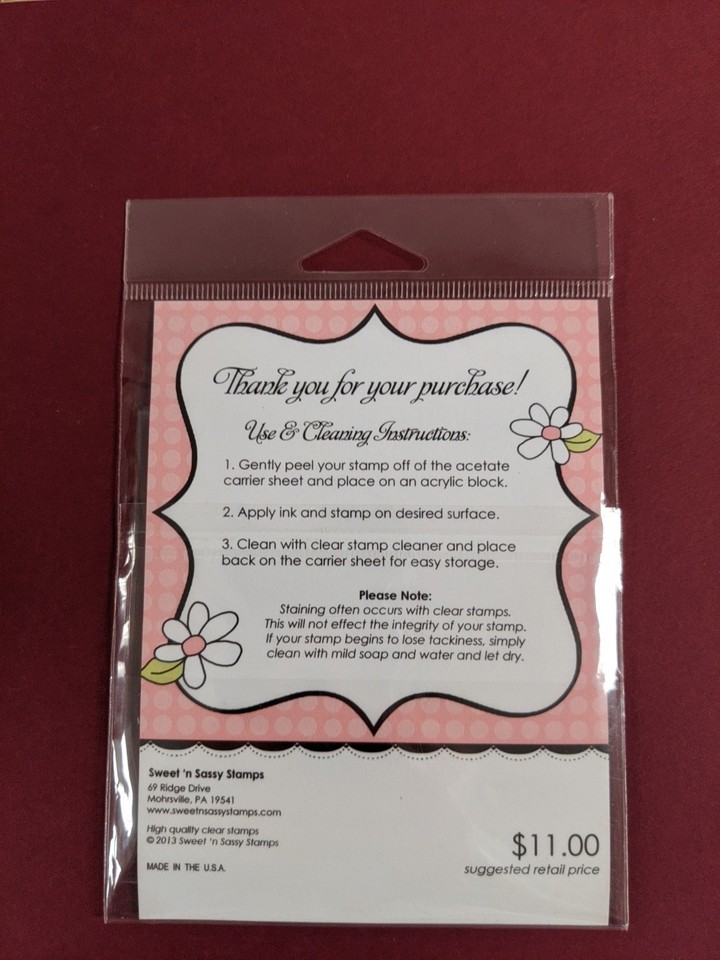 Thank you for your purchase!
Use & Cleaning Instructions:
1. Gently peel your stamp off of the acetate
carrier sheet and place on an acrylic block.
2. Apply ink and stamp on desired surface.
3. Clean with clear stamp cleaner and place
back on the carrier sheet for easy storage.
Please Note:
Staining often occurs with clear stamps.
This will not effect the integrity of your stamp.
If your stamp begins to lose tackiness, simply
clean with mild soap and water and let dry.
Sweet 'n Sassy Stamps
69 Ridge Drive
Mohrsville, PA 19541
www.sweetnsassystamps.com
High quality clear stamps
© 2013 Sweet 'n Sassy Stamps
MADE IN THE U.S.A.
$11.00
suggested retail price